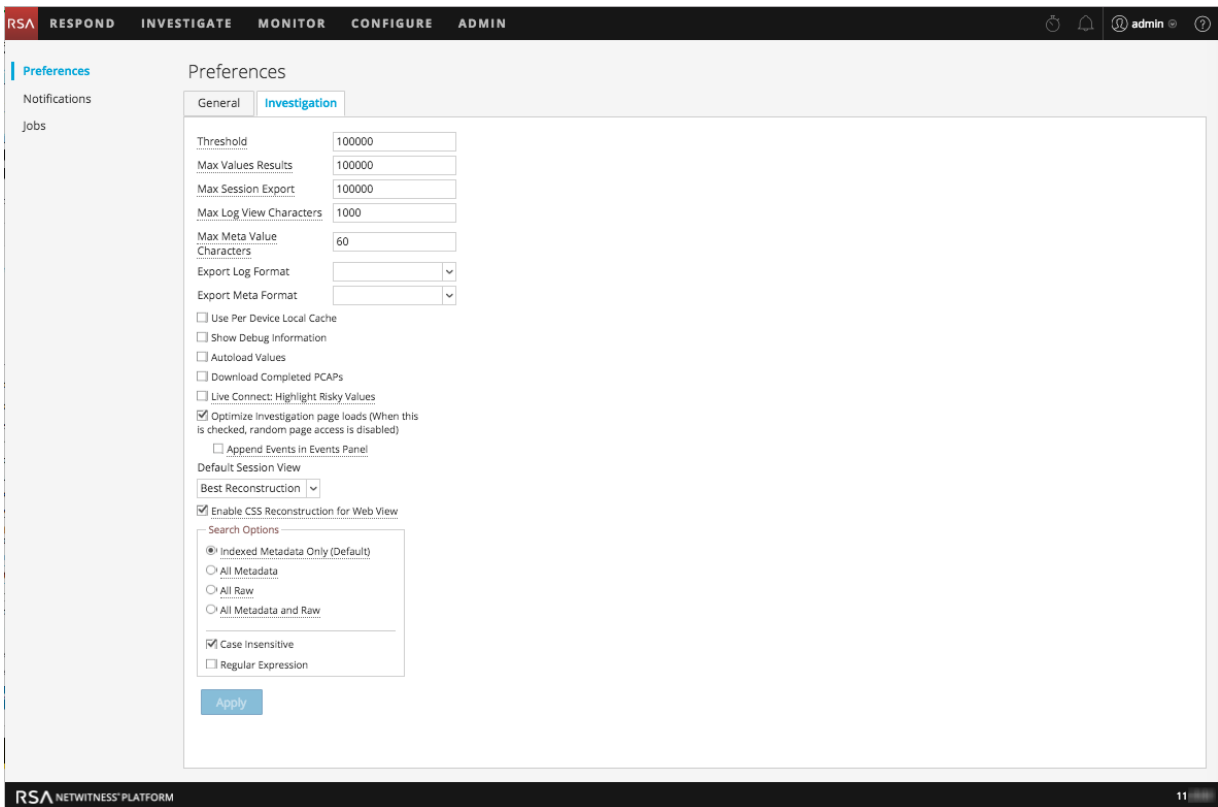 RSA RESPOND INVESTIGATE MONITOR CONFIGURE ADMIN admin ?
Preferences
Notifications
Jobs
Preferences
General Investigation
Threshold 100000
Max Values Results 100000
Max Session Export 100000
Max Log View Characters 1000
Max Meta Value
Characters 60
Export Log Format
Export Meta Format
Use Per Device Local Cache
Show Debug Information
Autoload Values
Download Completed PCAPs
Live Connect: Highlight Risky Values
Optimize Investigation page loads (When this
is checked, random page access is disabled)
Append Events in Events Panel
Default Session View
Best Reconstruction
Enable CSS Reconstruction for Web View
Search Options
Indexed Metadata Only (Default)
All Metadata
All Raw
All Metadata and Raw
Case Insensitive
Regular Expression
Apply
RSA NETWITNESS® PLATFORM 11